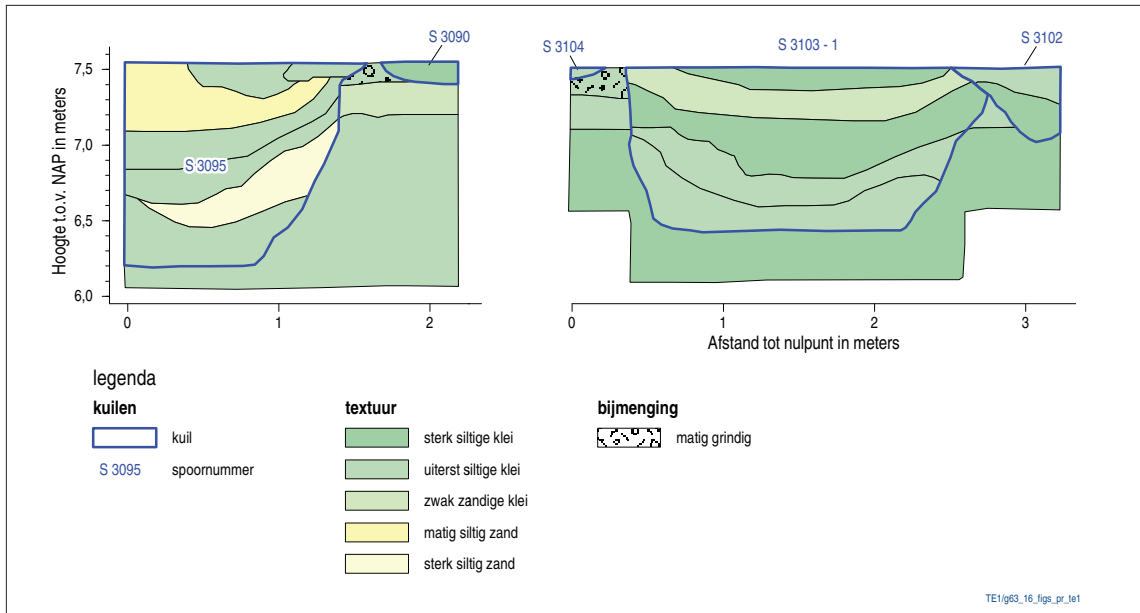 S 3090
S 3104
S 3103 - 1
S 3102
Hoogte t.o.v. NAP in meters
7,5
7,0
6,5
6,0
S 3095
0 1 2
0 1 2 3
Afstand tot nulpunt in meters
legenda
kuilen textuur bijmenging
kuil sterk siltige klei matig grindig
S 3095 spoornummer uiterst siltige klei
zwak zandige klei
matig siltig zand
sterk siltig zand
TE1/g63_16_figs_pr_te1